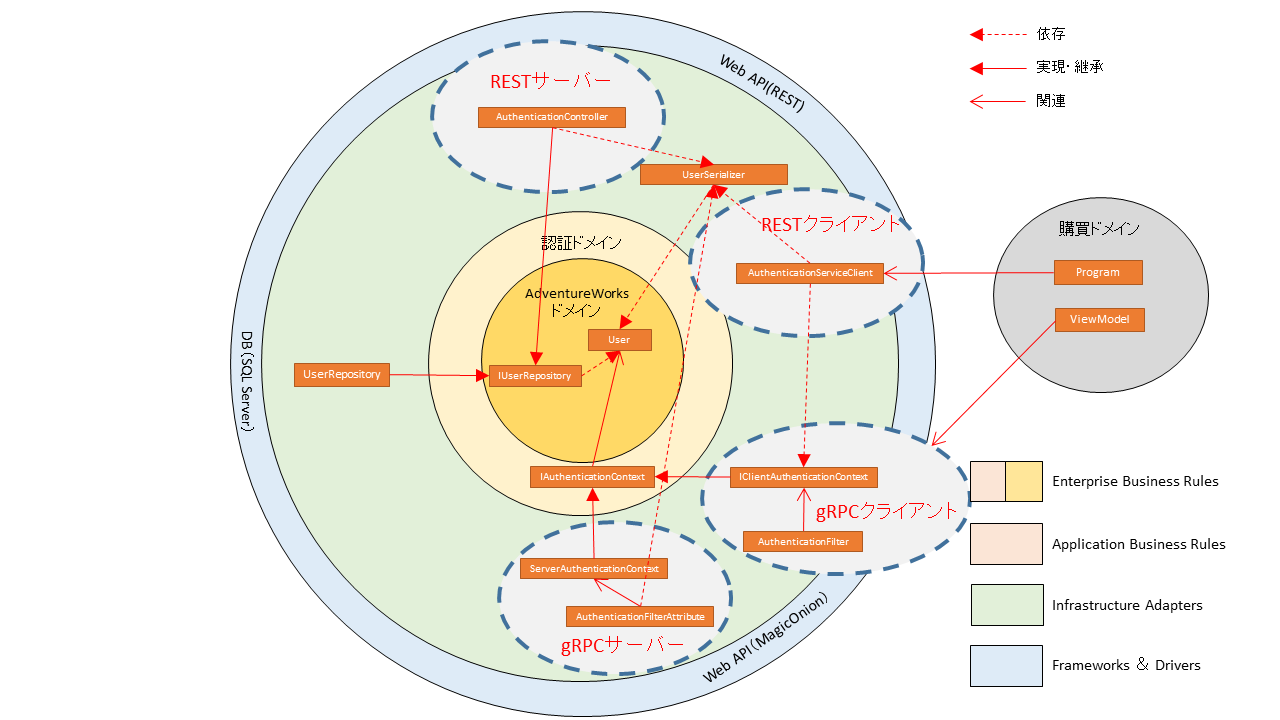 依存
実現・継承
関連
Web API(REST)
RESTサーバー
AuthenticationController
UserSerializer
RESTクライアント
AuthenticationServiceClient
購買ドメイン
Program
ViewModel
認証ドメイン
AdventureWorks
ドメイン
User
IUserRepository
UserRepository
DB（SQL Server）
IAuthenticationContext
IClientAuthenticationContext
gRPCクライアント
AuthenticationFilter
ServerAuthenticationContext
AuthenticationFilterAttribute
gRPCサーバー
Web API（MagicOnion）
Enterprise Business Rules
Application Business Rules
Infrastructure Adapters
Frameworks ＆ Drivers